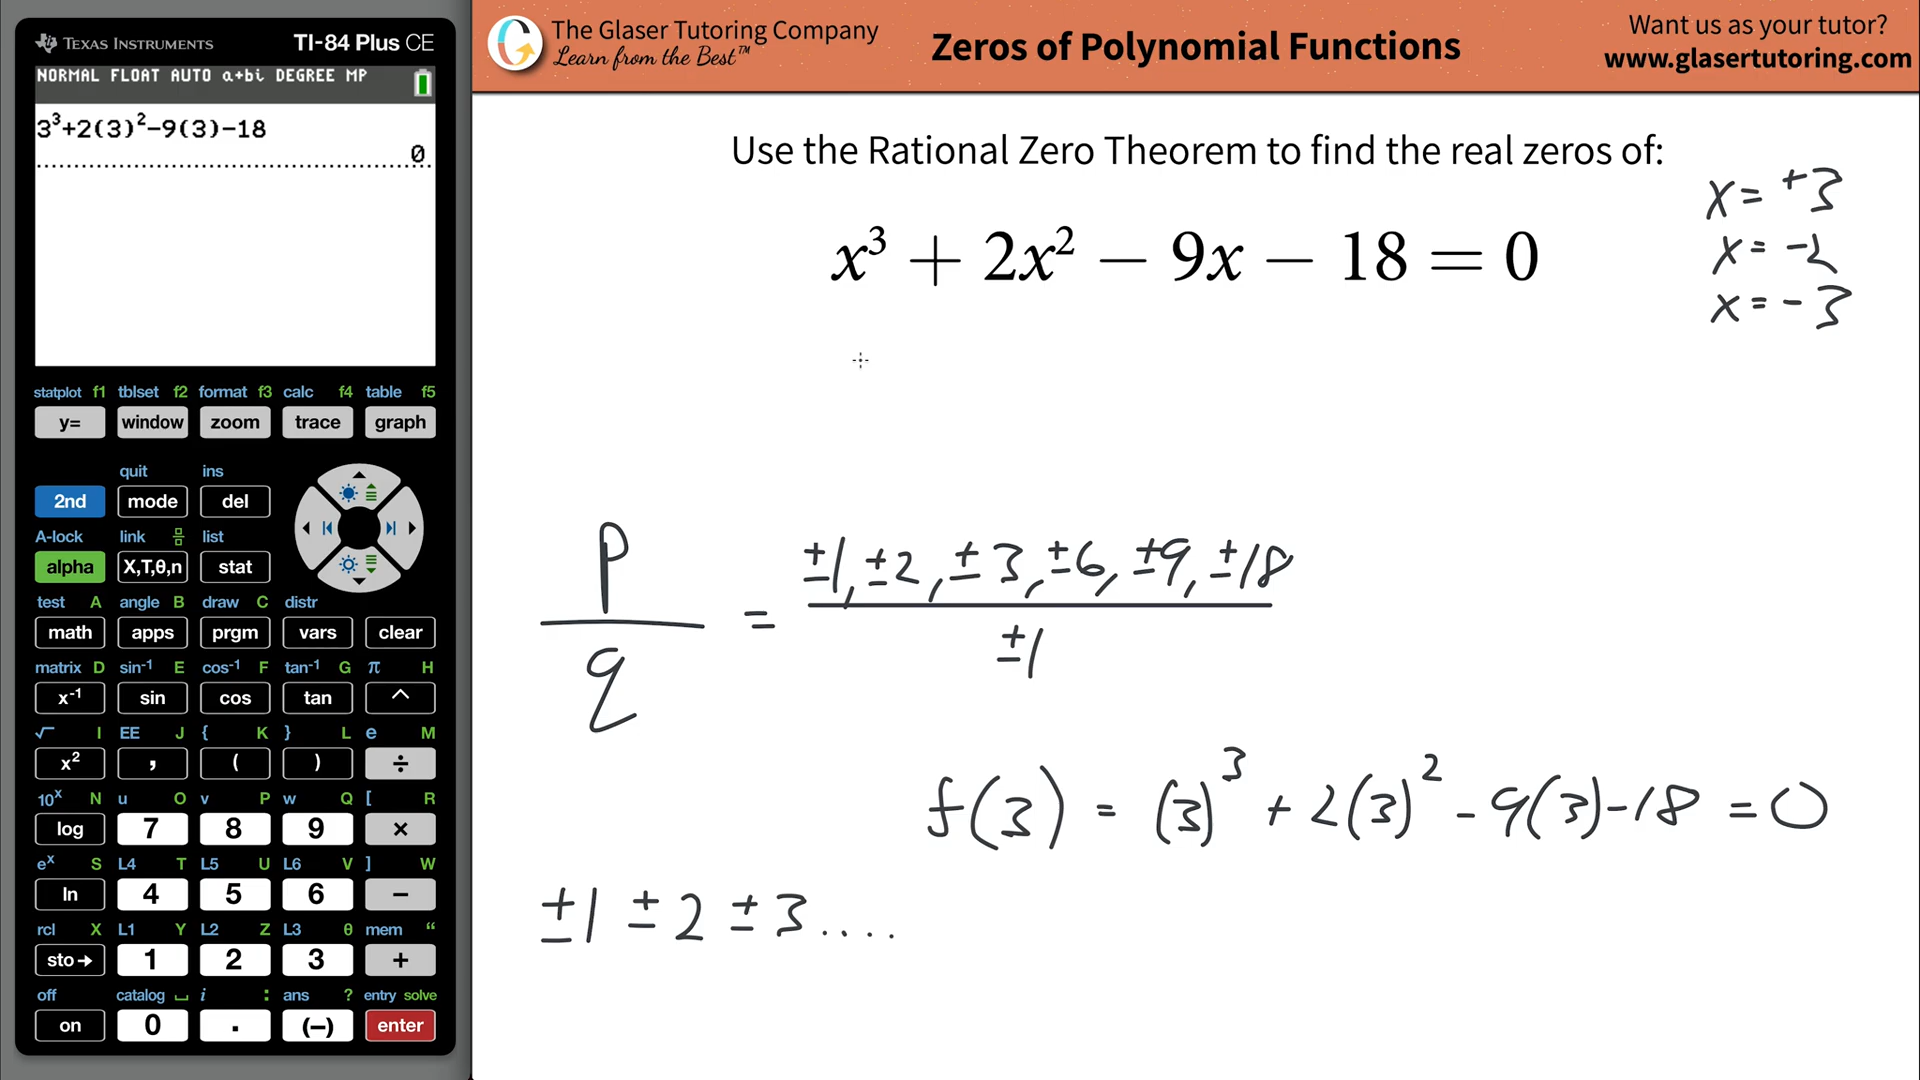 TEXAS INSTRUMENTS TI-84 Plus CE
NORMAL FLOAT AUTO a+bi DEGREE MP
3³+2(3)²-9(3)-18
0
statplot f1 tblset f2 format f3 calc f4 table f5
y= window zoom trace graph
quit ins
2nd mode del
A-lock link list
alpha X,T,θ,n stat
test A angle B draw C distr
math apps prgm vars clear
matrix D sin⁻¹ E cos⁻¹ F tan⁻¹ G π H
x⁻¹ sin cos tan ^
√ I EE J { K } L e M
x² , ( ) ÷
10ˣ N u O v P w Q [ R
log 7 8 9 ×
eˣ S L4 T L5 U L6 V ] W
ln 4 5 6 −
rcl X L1 Y L2 Z L3 θ mem "
sto→ 1 2 3 +
off catalog ⎵ i : ans ? entry solve
on 0 . (−) enter
The Glaser Tutoring Company
Learn from the Best™
Zeros of Polynomial Functions
Want us as your tutor?
www.glasertutoring.com
Use the Rational Zero Theorem to find the real zeros of:
x³ + 2x² − 9x − 18 = 0
x = +3
x = -2
x = -3
P/q = ±1, ±2, ±3, ±6, ±9, ±18 / ±1
f(3) = (3)³ + 2(3)² - 9(3) - 18 = 0
±1 ±2 ±3....